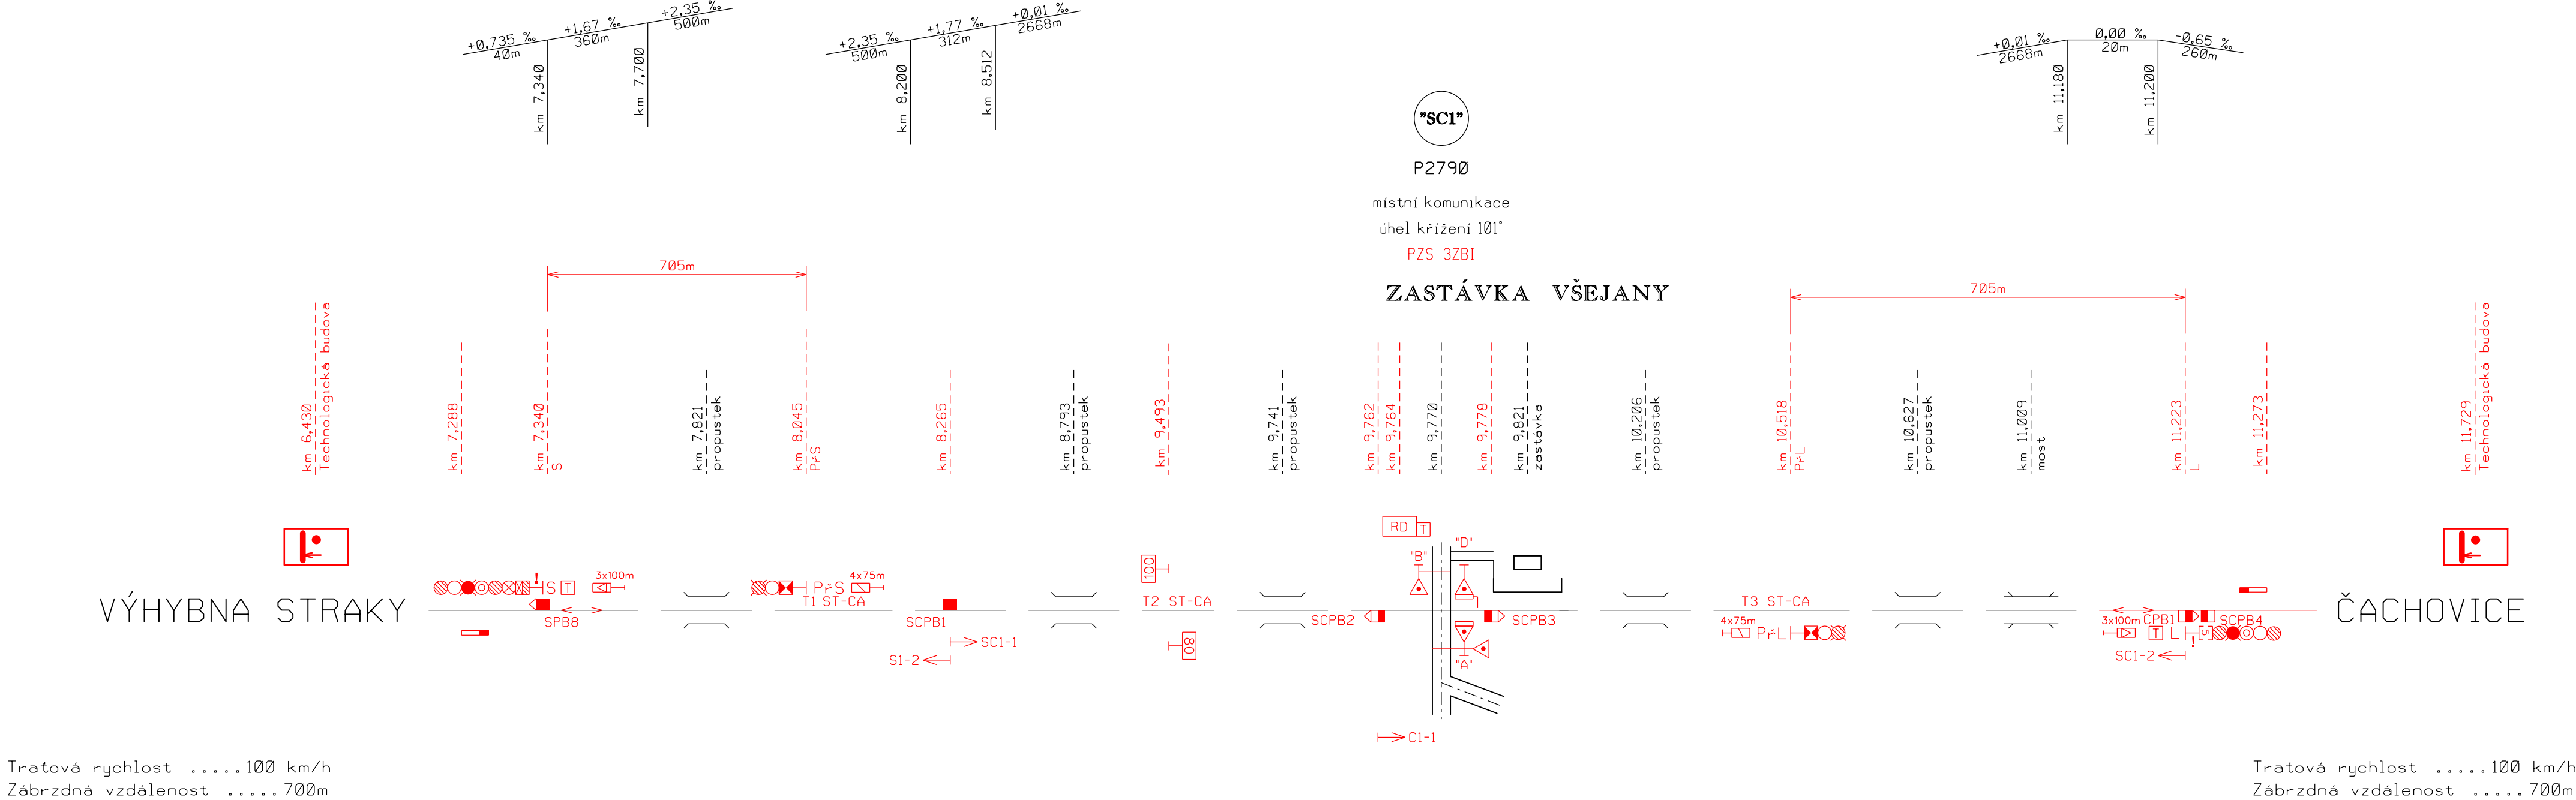 +0,735 ‰
40m
+1,67 ‰
360m
+2,35 ‰
500m
km 7,340
km 7,700
+2,35 ‰
500m
+1,77 ‰
312m
+0,01 ‰
2668m
km 8,200
km 8,512
+0,01 ‰
2668m
0,00 ‰
20m
-0,65 ‰
260m
km 11,180
km 11,200
"SC1"
P2790
místní komunikace
úhel křížení 101°
PZS 3ZBI
ZASTÁVKA VŠEJANY
705m
705m
km 6,430
Technologická budova
km 7,288
km 7,340
S
km 7,821
propustek
km 8,045
PřS
km 8,265
km 8,793
propustek
km 9,493
km 9,741
propustek
km 9,762
km 9,764
km 9,770
km 9,778
km 9,821
zastávka
km 10,206
propustek
km 10,518
PřL
km 10,627
propustek
km 11,009
most
km 11,223
L
km 11,273
km 11,729
Technologická budova
VÝHYBNA STRAKY
! S T
3x100m
SPB8
PřS
4x75m
T1 ST-CA
SCPB1
SC1-1
S1-2
100
T2 ST-CA
80
RD T
"B"
"D"
SCPB2
SCPB3
"A"
C1-1
T3 ST-CA
4x75m
PřL
3x100m
CPB1
SCPB4
T L
5
!
SC1-2
ČACHOVICE
Traťová rychlost .....100 km/h
Zábrzdná vzdálenost .....700m
Traťová rychlost .....100 km/h
Zábrzdná vzdálenost .....700m